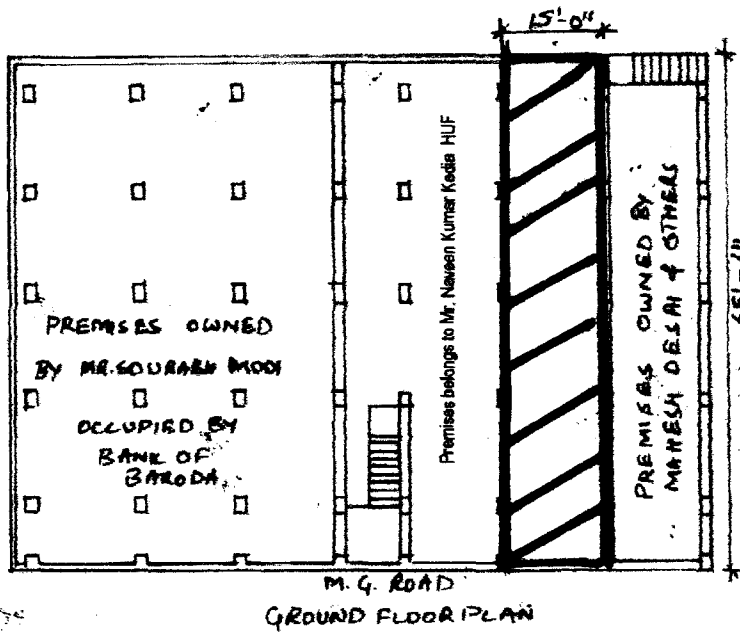 15'-0"
PREMISES OWNED
BY MR. SOURABH MODI
OCCUPIED BY
BANK OF
BARODA
Premises belongs to Mr. Naveen Kumar Kedia HUF
PREMISES OWNED BY
MAHESH DESAI & OTHERS
M. G. ROAD
GROUND FLOOR PLAN